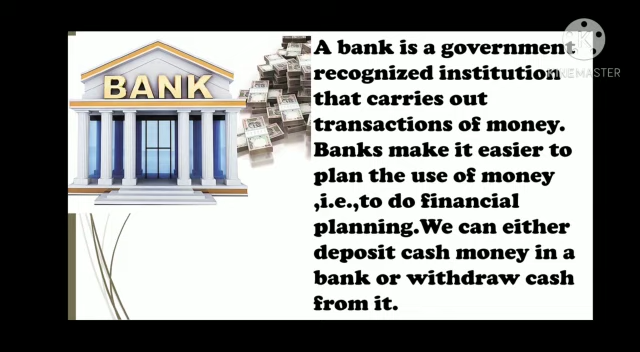 BANK
A bank is a government
recognized institution
that carries out
transactions of money.
Banks make it easier to
plan the use of money
,i.e.,to do financial
planning.We can either
deposit cash money in a
bank or withdraw cash
from it.
KINEMASTER